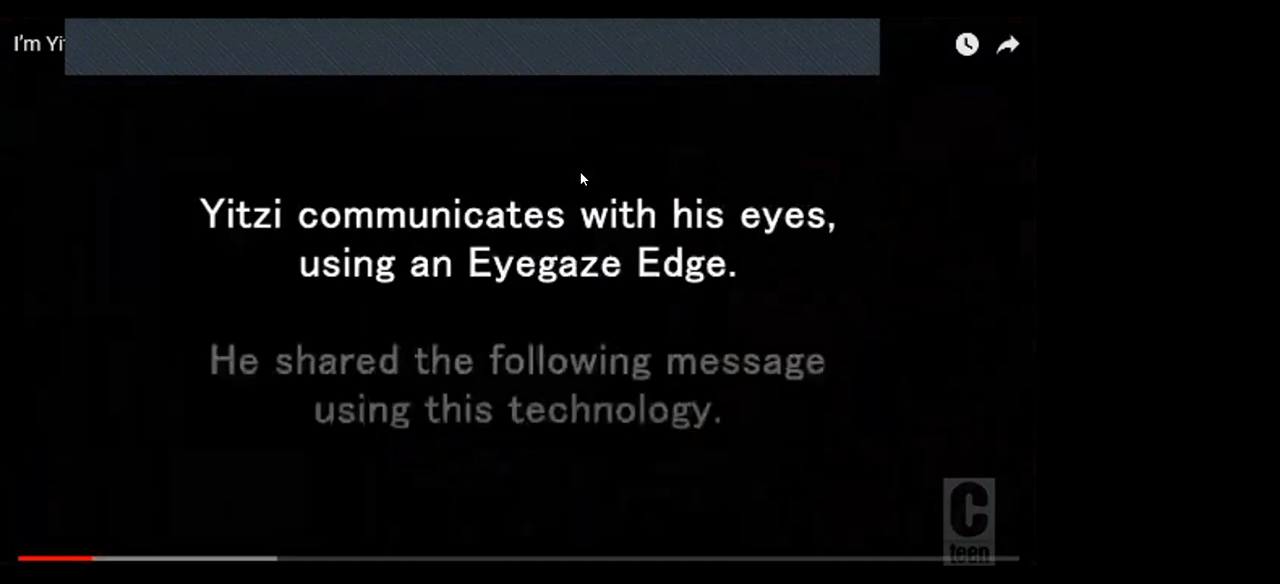 I'm Yi
Yitzi communicates with his eyes,
using an Eyegaze Edge.
He shared the following message
using this technology.
C
teen